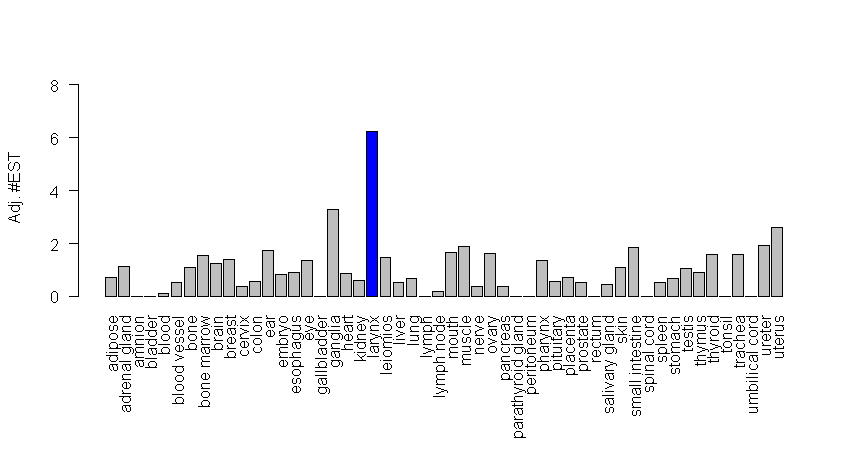 8
6
4
2
0
Adj. #EST
adipose
adrenal gland
amnion
bladder
blood
blood vessel
bone
bone marrow
brain
breast
cervix
colon
ear
embryo
esophagus
eye
gallbladder
ganglia
heart
kidney
larynx
leiomios
liver
lung
lymph
lymph node
mouth
muscle
nerve
ovary
pancreas
parathyroid gland
peritoneum
pharynx
pituitary
placenta
prostate
rectum
salivary gland
skin
small intestine
spinal cord
spleen
stomach
testis
thymus
thyroid
tonsil
trachea
umbilical cord
ureter
uterus